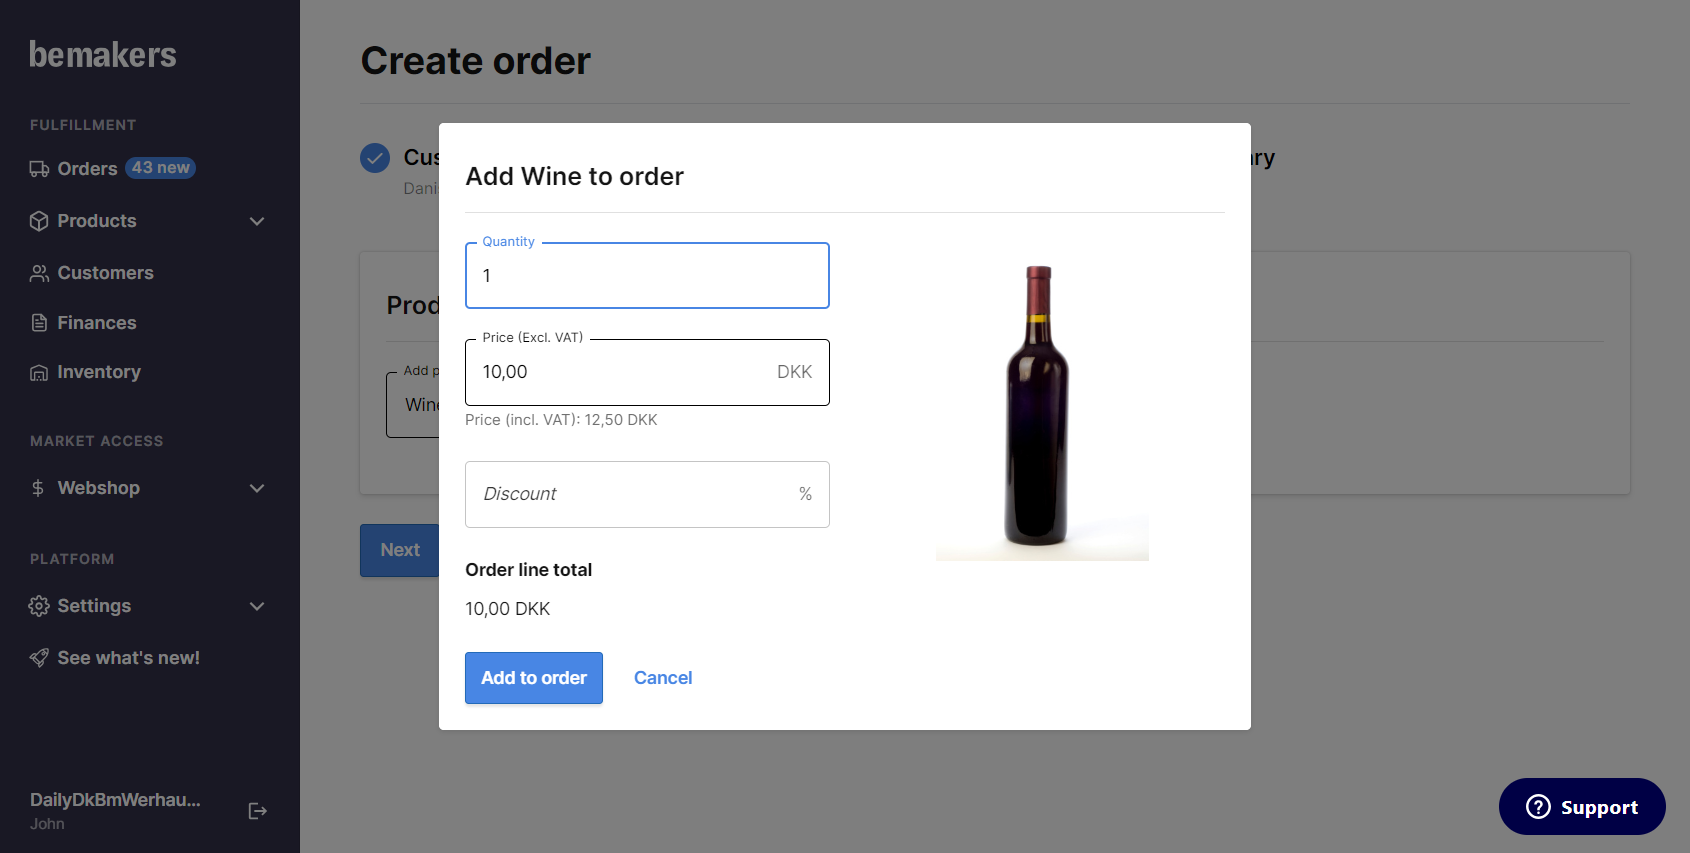 bemakers
FULFILLMENT
Orders 43 new
Products
Customers
Finances
Inventory
MARKET ACCESS
Webshop
PLATFORM
Settings
See what's new!
DailyDkBmWerhau...
John
Create order
Cus
Dani
ry
Prod
Add p
Wine
Next
Add Wine to order
Quantity
1
Price (Excl. VAT)
10,00 DKK
Price (incl. VAT): 12,50 DKK
Discount %
Order line total
10,00 DKK
Add to order Cancel
Support